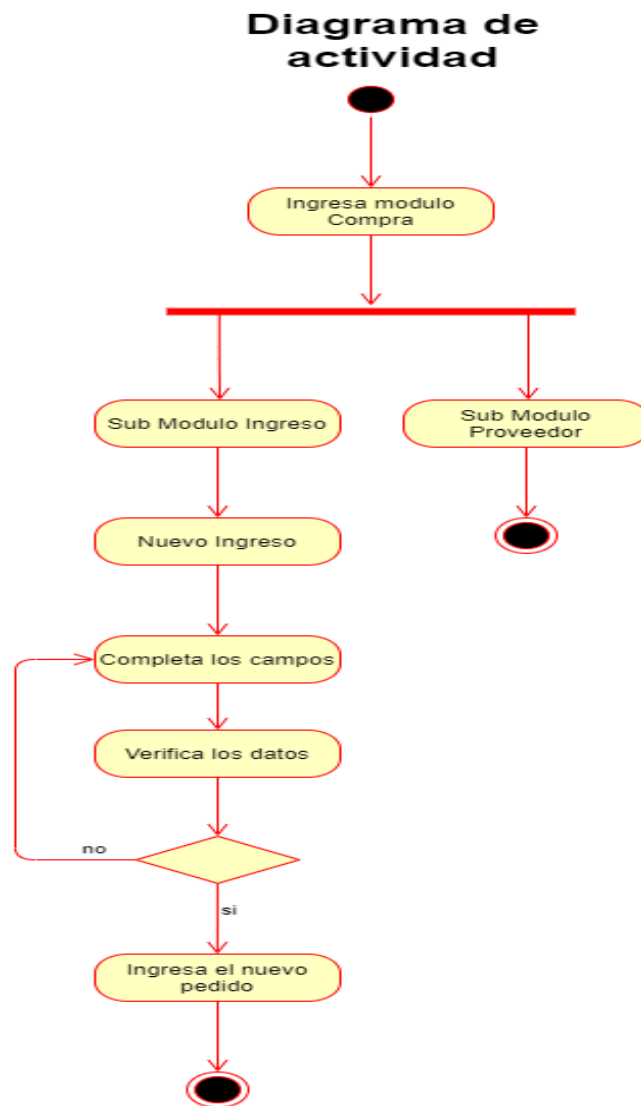 Diagrama de
actividad
Ingresa modulo
Compra
Sub Modulo Ingreso
Sub Modulo
Proveedor
Nuevo Ingreso
Completa los campos
Verifica los datos
no
si
Ingresa el nuevo
pedido